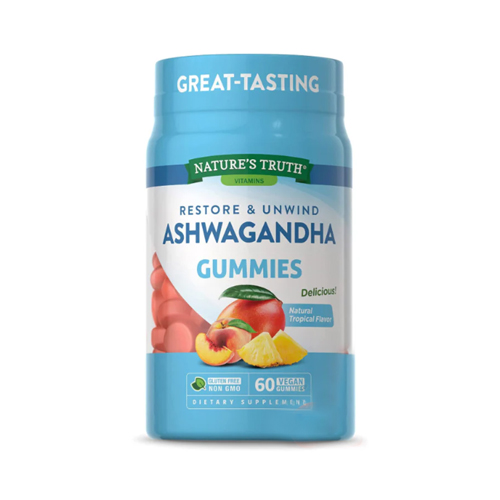 GREAT-TASTING
NATURE'S TRUTH®
VITAMINS
RESTORE & UNWIND
ASHWAGANDHA
GUMMIES
Delicious!
Natural
Tropical Flavor
GLUTEN FREE
NON GMO
60 VEGAN
GUMMIES
DIETARY SUPPLEMENT